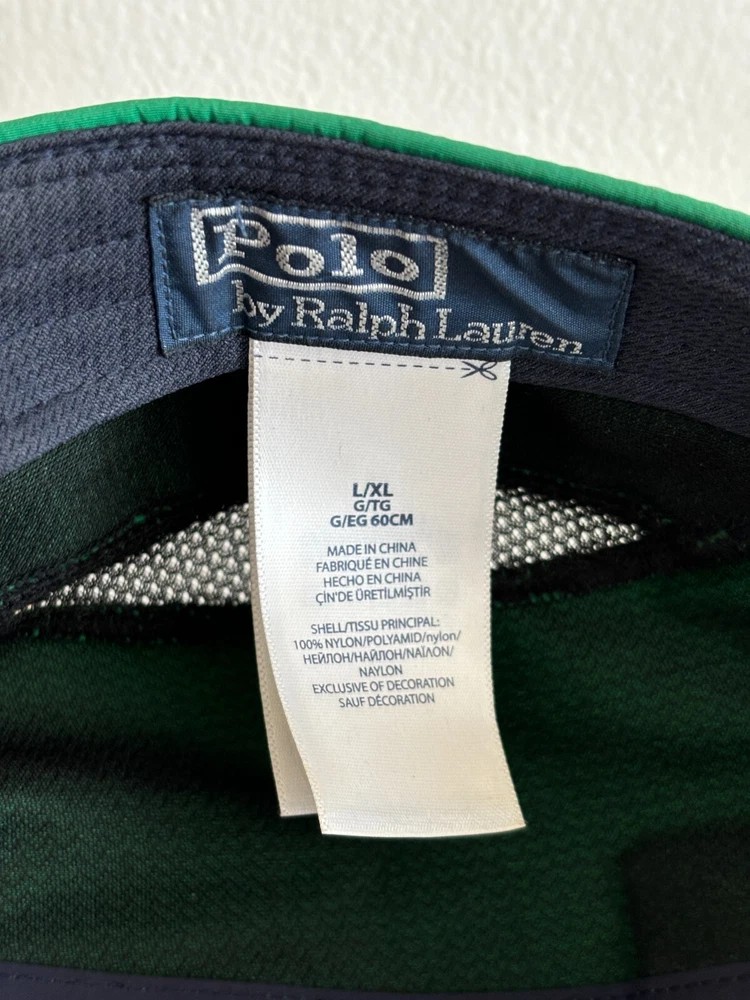 Polo
by Ralph Lauren
L/XL
G/TG
G/EG 60CM
MADE IN CHINA
FABRIQUÉ EN CHINE
HECHO EN CHINA
ÇİN'DE ÜRETİLMİŞTİR
SHELL/TISSU PRINCIPAL:
100% NYLON/POLYAMID/nylon/
НЕЙЛОН/НАЙЛОН/ΝΑΪΛΟΝ/
NAYLON
EXCLUSIVE OF DECORATION
SAUF DÉCORATION